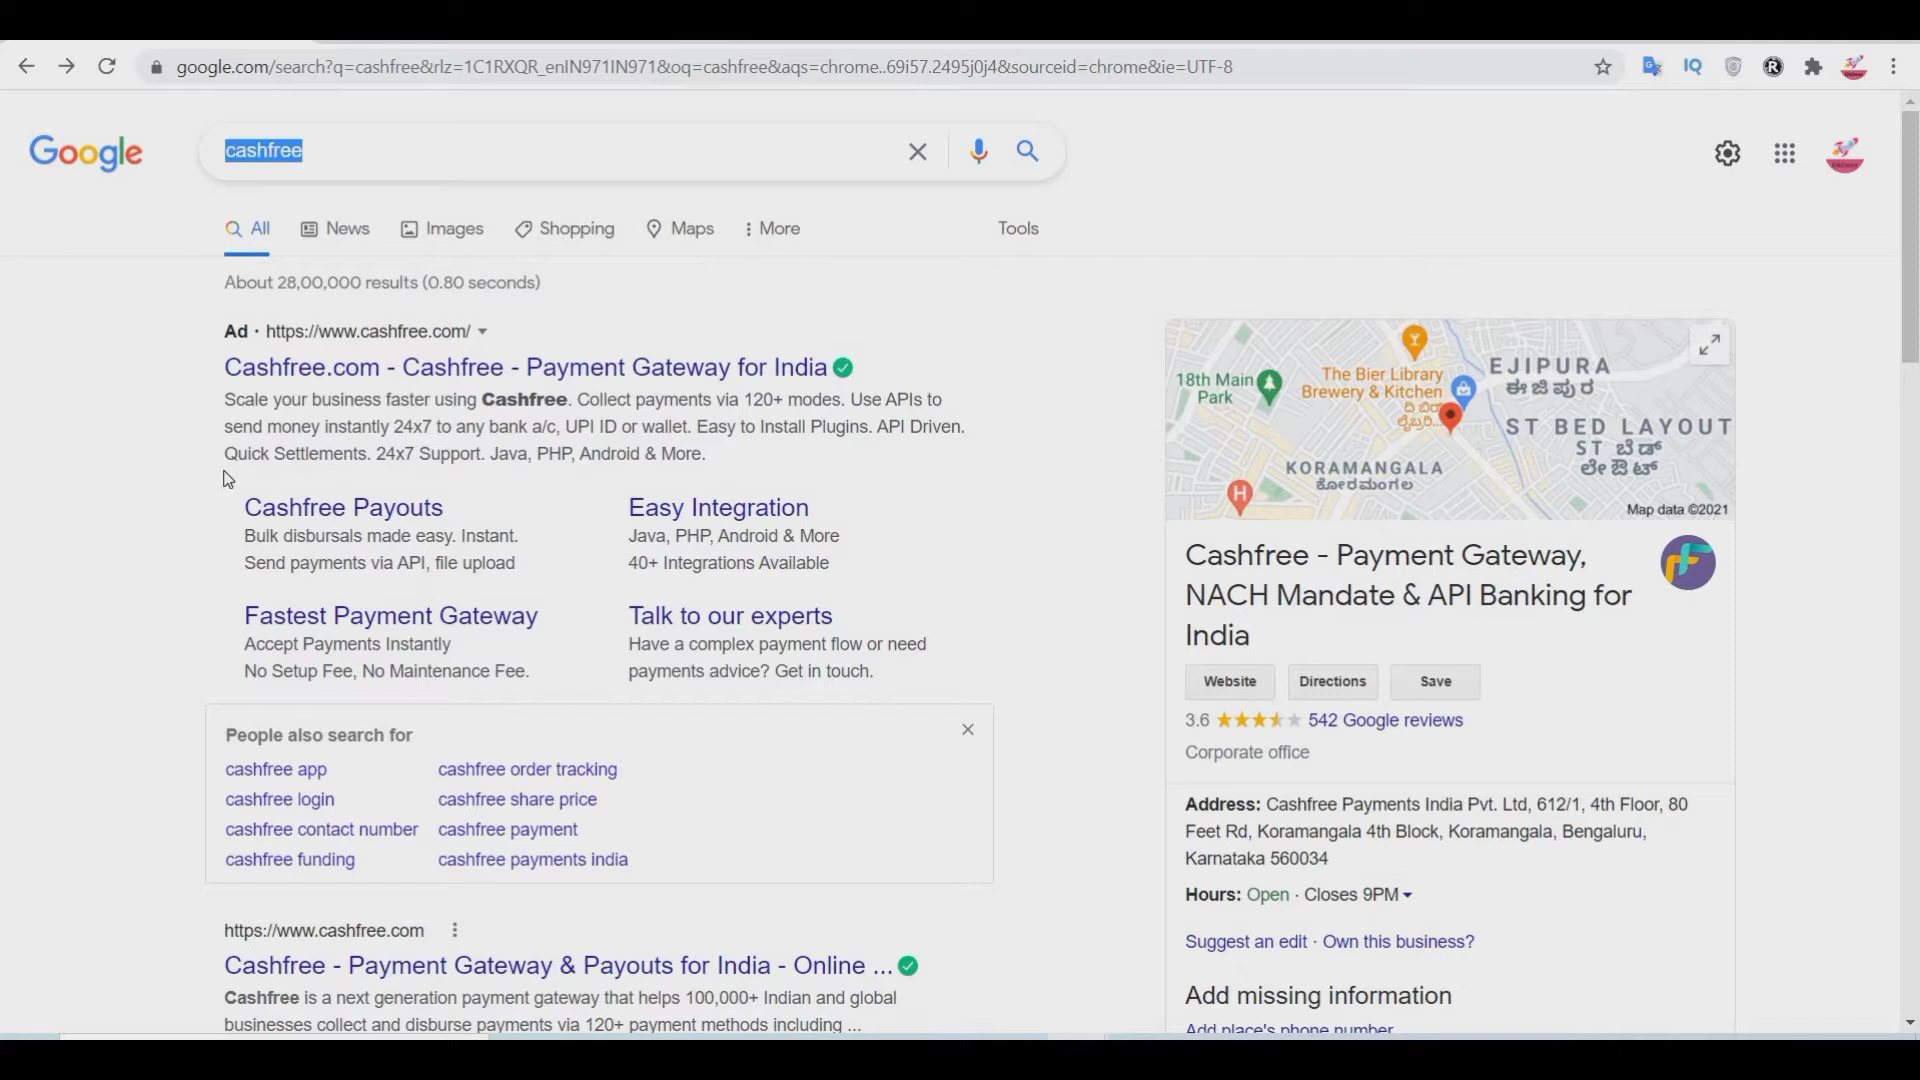 google.com/search?q=cashfree&rlz=1C1RXQR_enIN971IN971&oq=cashfree&aqs=chrome..69i57.2495j0j4&sourceid=chrome&ie=UTF-8
IQ
R
Google
cashfree
All
News
Images
Shopping
Maps
More
Tools
About 28,00,000 results (0.80 seconds)
Ad · https://www.cashfree.com/
Cashfree.com - Cashfree - Payment Gateway for India
Scale your business faster using Cashfree. Collect payments via 120+ modes. Use APIs to
send money instantly 24x7 to any bank a/c, UPI ID or wallet. Easy to Install Plugins. API Driven.
Quick Settlements. 24x7 Support. Java, PHP, Android & More.
Cashfree Payouts
Bulk disbursals made easy. Instant.
Send payments via API, file upload
Easy Integration
Java, PHP, Android & More
40+ Integrations Available
Fastest Payment Gateway
Accept Payments Instantly
No Setup Fee, No Maintenance Fee.
Talk to our experts
Have a complex payment flow or need
payments advice? Get in touch.
People also search for
cashfree app
cashfree order tracking
cashfree login
cashfree share price
cashfree contact number
cashfree payment
cashfree funding
cashfree payments india
https://www.cashfree.com
Cashfree - Payment Gateway & Payouts for India - Online ...
Cashfree is a next generation payment gateway that helps 100,000+ Indian and global
businesses collect and disburse payments via 120+ payment methods including ...
18th Main
Park
The Bier Library
Brewery & Kitchen
ದಿ ಬಿರ್
ಲೈಬ್ರರಿ...
EJIPURA
ಈಜಿಪುರ
ST BED LAYOUT
ST ಬೆಡ್
ಲೇಔಟ್
KORAMANGALA
ಕೋರಮಂಗಲ
H
Map data ©2021
Cashfree - Payment Gateway,
NACH Mandate & API Banking for
India
Website
Directions
Save
3.6
542 Google reviews
Corporate office
Address: Cashfree Payments India Pvt. Ltd, 612/1, 4th Floor, 80
Feet Rd, Koramangala 4th Block, Koramangala, Bengaluru,
Karnataka 560034
Hours: Open · Closes 9PM
Suggest an edit · Own this business?
Add missing information
Add place's phone number